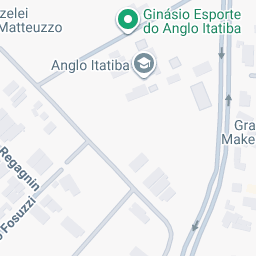 zelei
Matteuzzo
Ginásio Esporte
do Anglo Itatiba
Anglo Itatiba
Gra
Make
Regagnin
o Fosuzzi